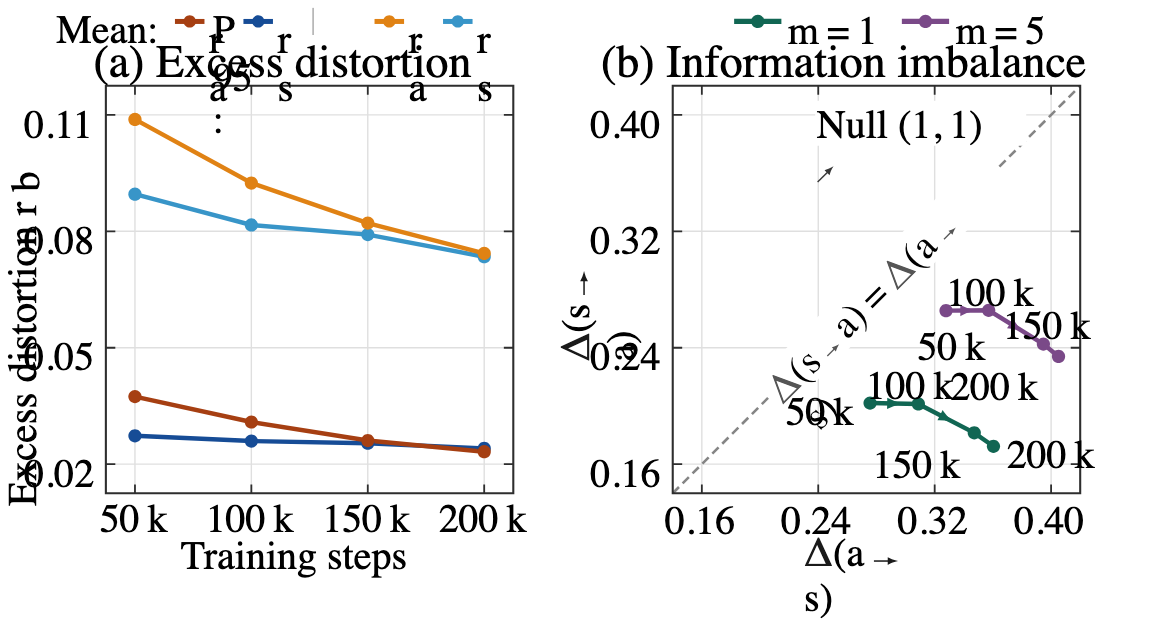 Mean: r a r s P95: r a r s
m = 1 m = 5
(a) Excess distortion
Excess distortion r b
0.11
0.08
0.05
0.02
50 k 100 k 150 k 200 k
Training steps
(b) Information imbalance
Δ(s → a)
0.40
0.32
0.24
0.16
Null (1, 1) →
Δ(s → a) = Δ(a → s)
100 k
150 k
50 k
200 k
100 k
50 k
150 k
200 k
0.16 0.24 0.32 0.40
Δ(a →
s)